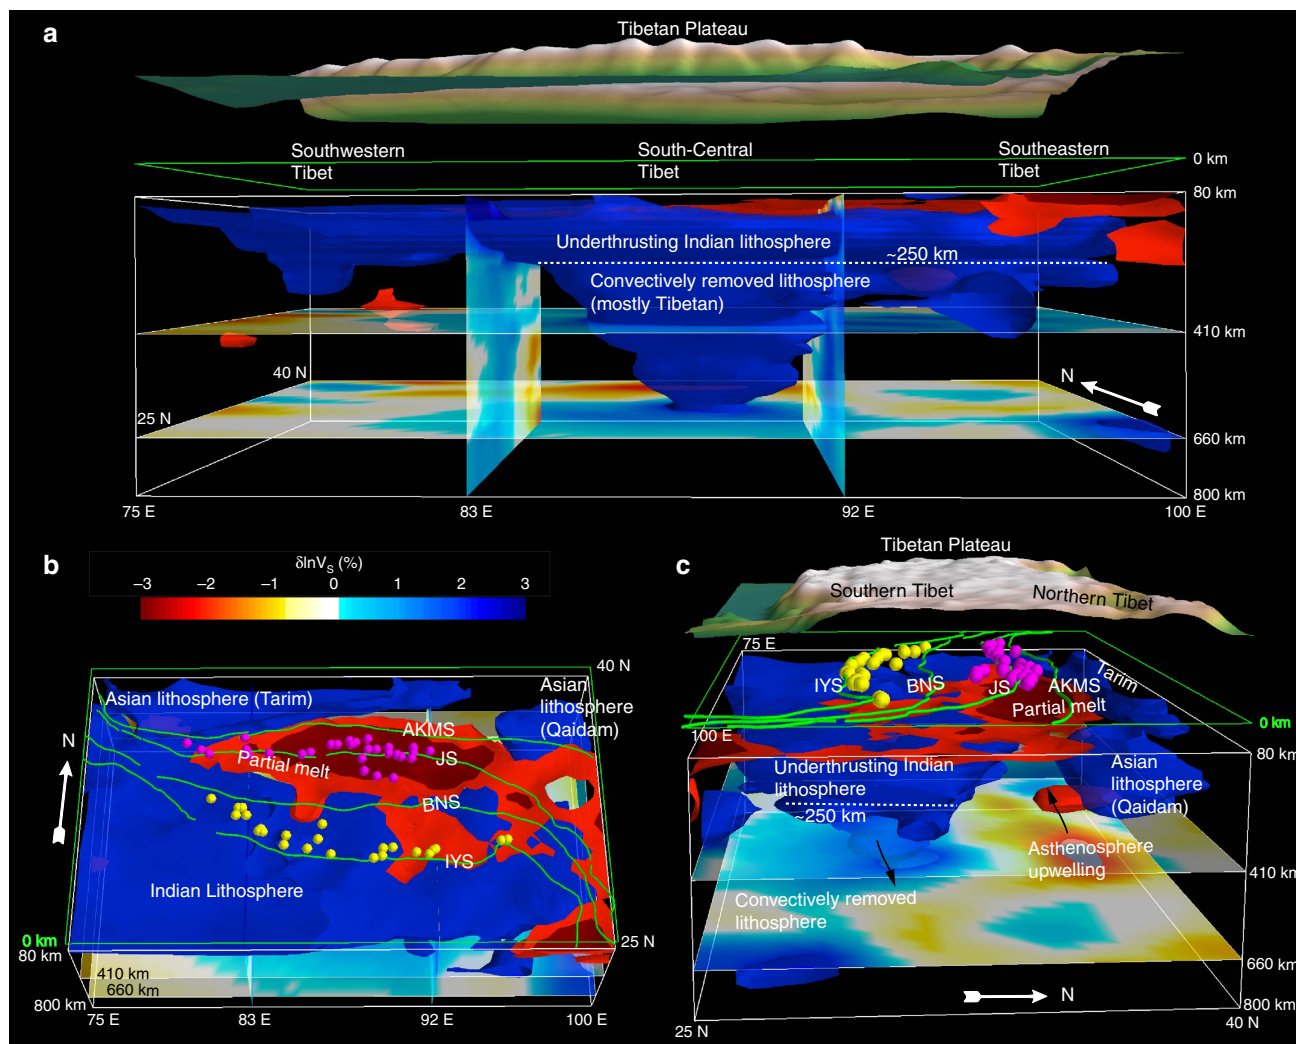 a
Tibetan Plateau
Southwestern
Tibet
South-Central
Tibet
Southeastern
Tibet
0 km
80 km
Underthrusting Indian lithosphere
~250 km
Convectively removed lithosphere
(mostly Tibetan)
410 km
40 N
N
25 N
660 km
800 km
75 E
83 E
92 E
100 E
b
δlnVS (%)
−3
−2
−1
0
1
2
3
40 N
Asian lithosphere (Tarim)
Asian
lithosphere
(Qaidam)
AKMS
N
JS
Partial melt
BNS
IYS
Indian Lithosphere
0 km
25 N
80 km
410 km
660 km
800 km
75 E
83 E
92 E
100 E
c
Tibetan Plateau
Southern Tibet
Northern Tibet
75 E
Tarim
IYS
BNS
JS
AKMS
Partial melt
0 km
100 E
80 km
Underthrusting Indian
lithosphere
Asian
lithosphere
(Qaidam)
~250 km
Asthenosphere
upwelling
410 km
Convectively removed
lithosphere
660 km
N
800 km
25 N
40 N